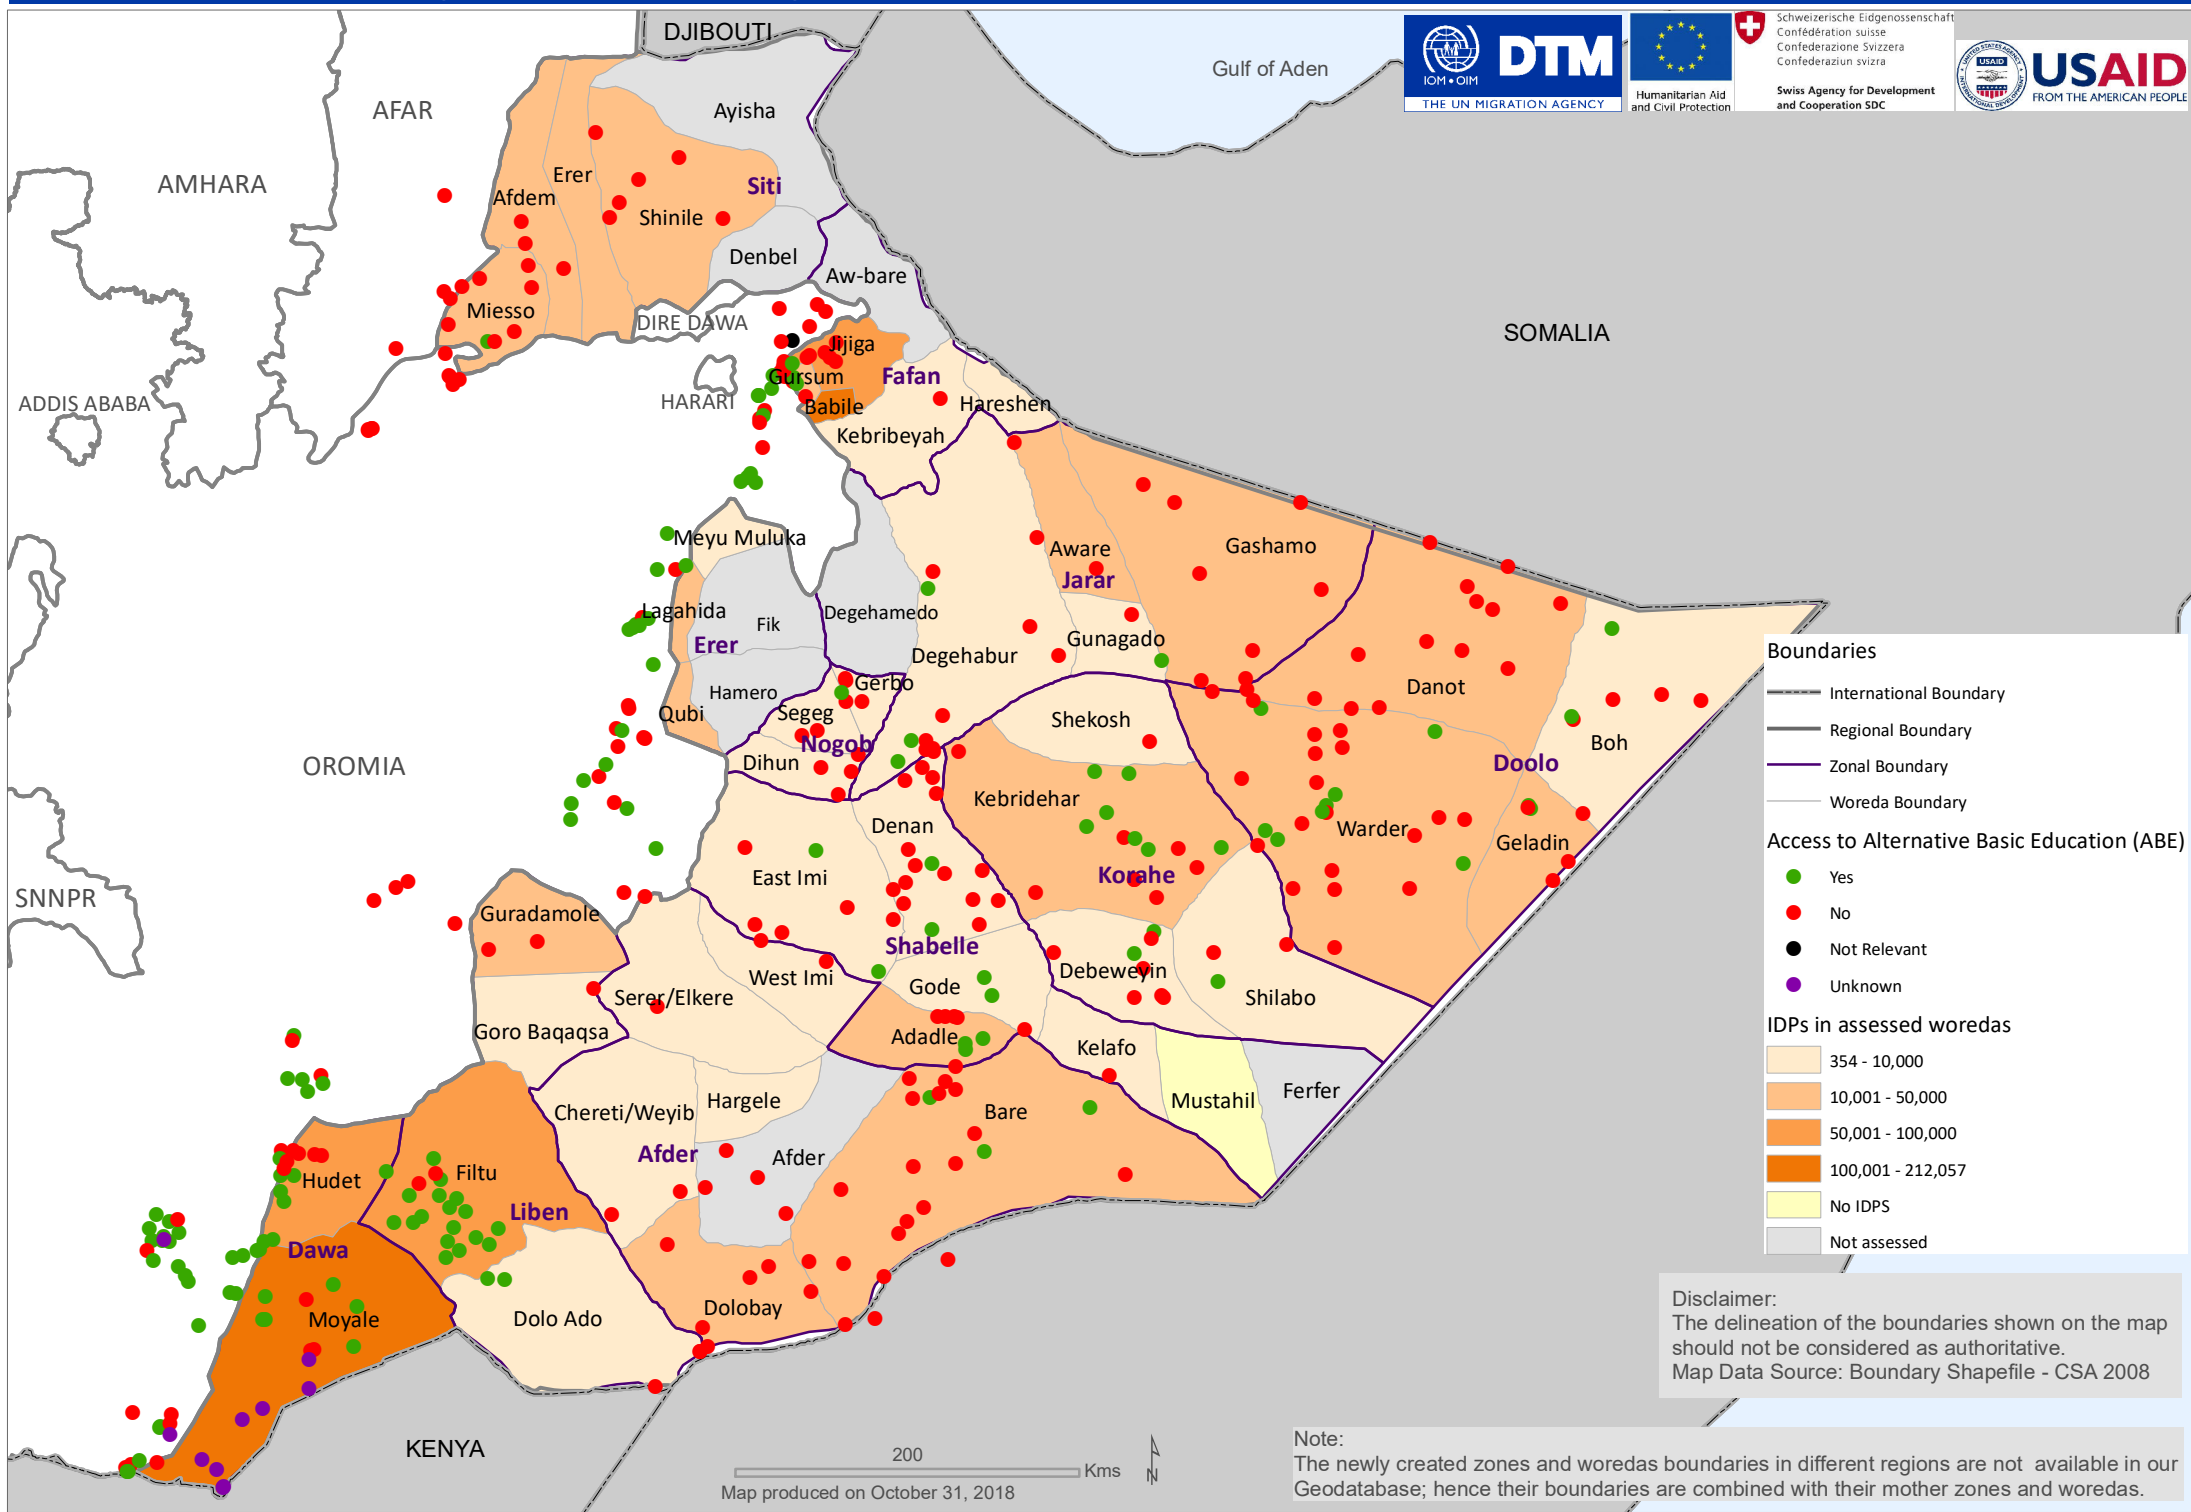 DJIBOUTI
Gulf of Aden
IOM • OIM
DTM
THE UN MIGRATION AGENCY
Humanitarian Aid
and Civil Protection
Schweizerische Eidgenossenschaft
Confédération suisse
Confederazione Svizzera
Confederaziun svizra
Swiss Agency for Development
and Cooperation SDC
USAID
USAID
FROM THE AMERICAN PEOPLE
AFAR
AMHARA
Ayisha
Erer
Afdem
Siti
Shinile
Denbel
Aw-bare
Miesso
DIRE DAWA
SOMALIA
Jijiga
Gursum
Fafan
HARARI
ADDIS ABABA
Babile
Hareshen
Kebribeyah
Meyu Muluka
Aware
Gashamo
Jarar
Lagahida
Fik
Degehamedo
Erer
Gunagado
Degehabur
Gerbo
Hamero
Danot
Qubi
Segeg
Shekosh
Nogob
Boh
OROMIA
Dihun
Doolo
Kebridehar
Denan
Warder
Geladin
East Imi
Korahe
SNNPR
Guradamole
Shabelle
West Imi
Debeweyin
Gode
Serer/Elkere
Shilabo
Goro Baqaqsa
Adadle
Kelafo
Hargele
Chereti/Weyib
Bare
Mustahil
Ferfer
Afder
Afder
Hudet
Filtu
Liben
Dawa
Dolobay
Moyale
Dolo Ado
KENYA
Boundaries
International Boundary
Regional Boundary
Zonal Boundary
Woreda Boundary
Access to Alternative Basic Education (ABE)
Yes
No
Not Relevant
Unknown
IDPs in assessed woredas
354 - 10,000
10,001 - 50,000
50,001 - 100,000
100,001 - 212,057
No IDPS
Not assessed
Disclaimer:
The delineation of the boundaries shown on the map
should not be considered as authoritative.
Map Data Source: Boundary Shapefile - CSA 2008
200
Kms
N
Map produced on October 31, 2018
Note:
The newly created zones and woredas boundaries in different regions are not available in our
Geodatabase; hence their boundaries are combined with their mother zones and woredas.